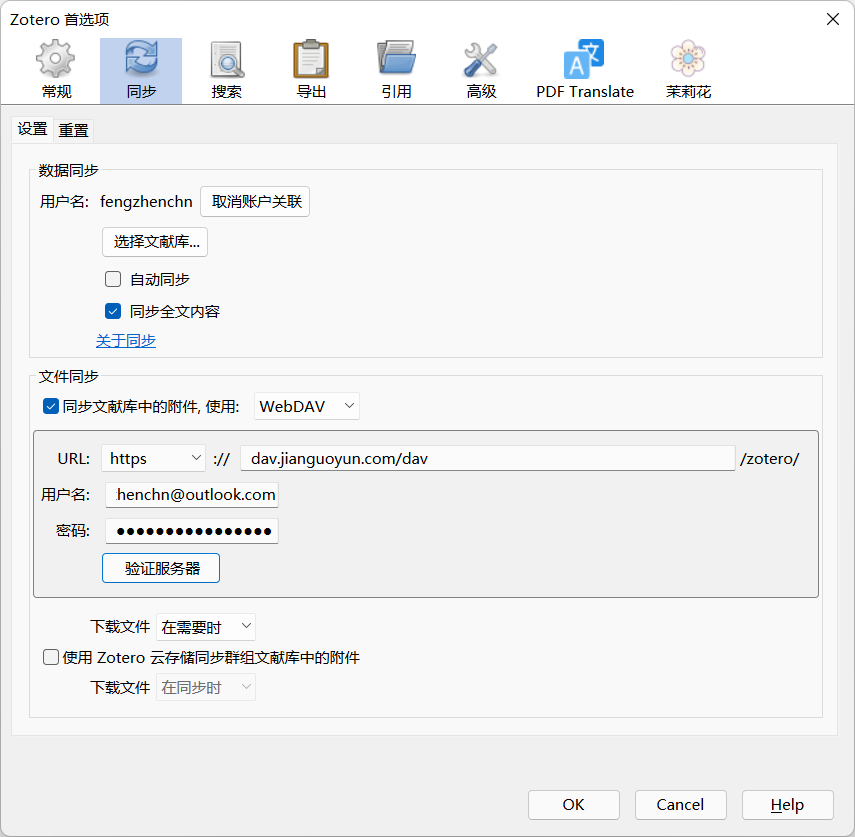 Zotero 首选项
常规 同步 搜索 导出 引用 高级 PDF Translate 茉莉花
设置 重置
数据同步
用户名: fengzhenchn 取消账户关联
选择文献库...
自动同步
同步全文内容
关于同步
文件同步
同步文献库中的附件, 使用: WebDAV
URL: https :// dav.jianguoyun.com/dav /zotero/
用户名: henchn@outlook.com
密码: ●●●●●●●●●●●●●●●●
验证服务器
下载文件 在需要时
使用 Zotero 云存储同步群组文献库中的附件
下载文件 在同步时
OK Cancel Help